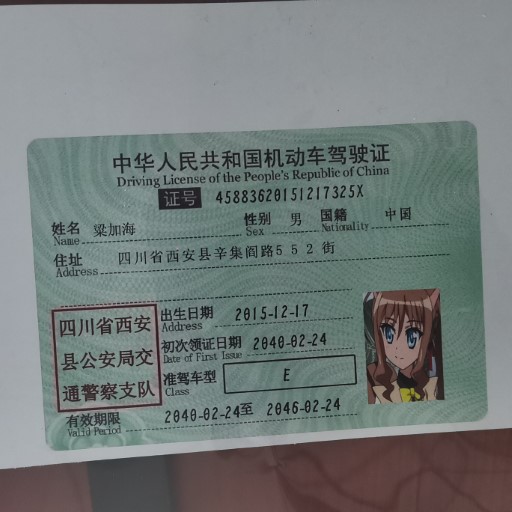 中华人民共和国机动车驾驶证
Driving License of the People's Republic of China
证号 45883620151217325X
姓名 Name 梁加海 性别 Sex 男 国籍 Nationality 中国
住址 Address 四川省西安县辛集阎路552街
四川省西安
县公安局交
通警察支队
出生日期 Address 2015-12-17
初次领证日期 Date of First Issue 2040-02-24
准驾车型 Class E
有效期限 Valid Period 2040-02-24至 2046-02-24